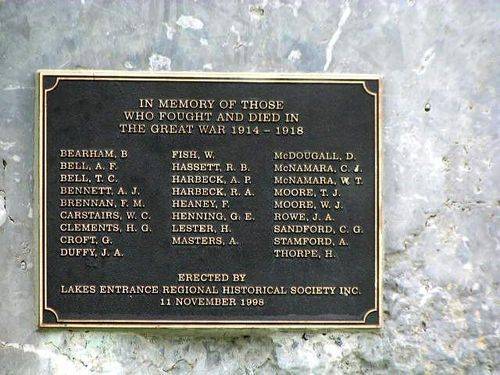 IN MEMORY OF THOSE
WHO FOUGHT AND DIED IN
THE GREAT WAR 1914 - 1918
BEARHAM, B
BELL, A. F.
BELL, T. C.
BENNETT, A. J.
BRENNAN, F. M.
CARSTAIRS, W. C.
CLEMENTS, H. G.
CROFT, G.
DUFFY, J. A.
FISH, W.
HASSETT, R. B.
HARBECK, A. P.
HARBECK, R. A.
HEANEY, F.
HENNING, G. E.
LESTER, H.
MASTERS, A.
McDOUGALL, D.
McNAMARA, C. J.
McNAMARA, W. T.
MOORE, T. J.
MOORE, W. J.
ROWE, J. A.
SANDFORD, C. G.
STAMFORD, A.
THORPE, H.
ERECTED BY
LAKES ENTRANCE REGIONAL HISTORICAL SOCIETY INC.
11 NOVEMBER 1998